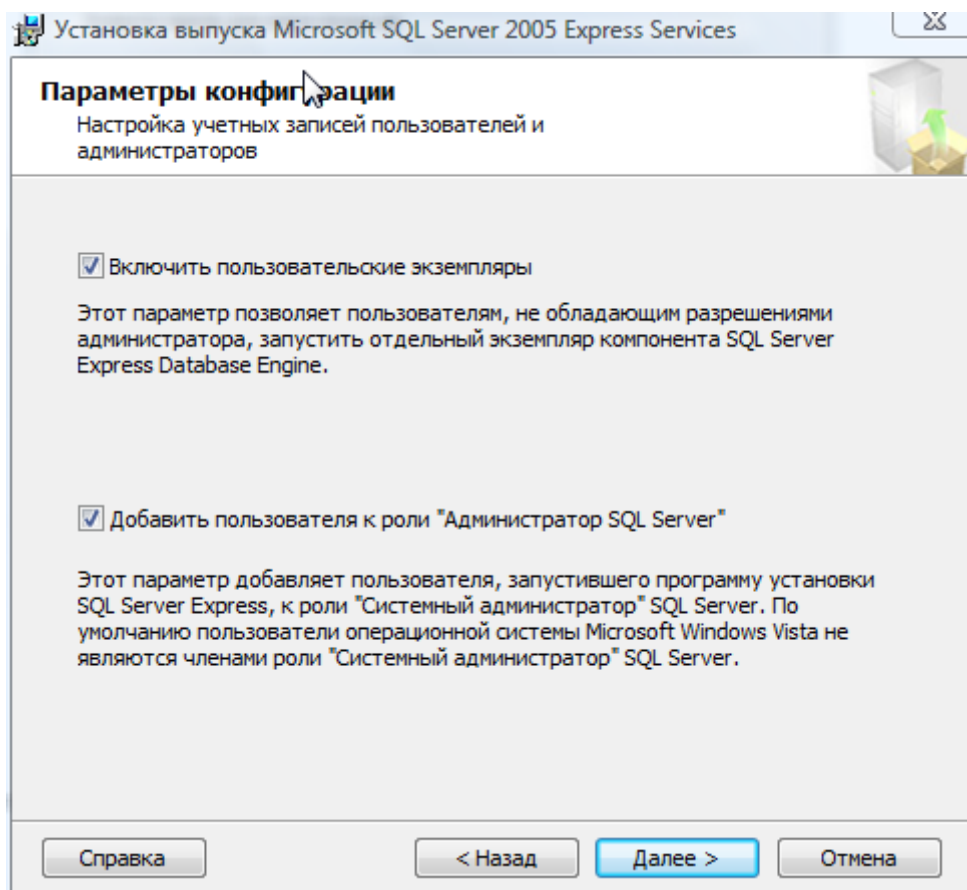 Установка выпуска Microsoft SQL Server 2005 Express Services
Параметры конфигурации
Настройка учетных записей пользователей и
администраторов
Включить пользовательские экземпляры
Этот параметр позволяет пользователям, не обладающим разрешениями
администратора, запустить отдельный экземпляр компонента SQL Server
Express Database Engine.
Добавить пользователя к роли "Администратор SQL Server"
Этот параметр добавляет пользователя, запустившего программу установки
SQL Server Express, к роли "Системный администратор" SQL Server. По
умолчанию пользователи операционной системы Microsoft Windows Vista не
являются членами роли "Системный администратор" SQL Server.
Справка
< Назад
Далее >
Отмена